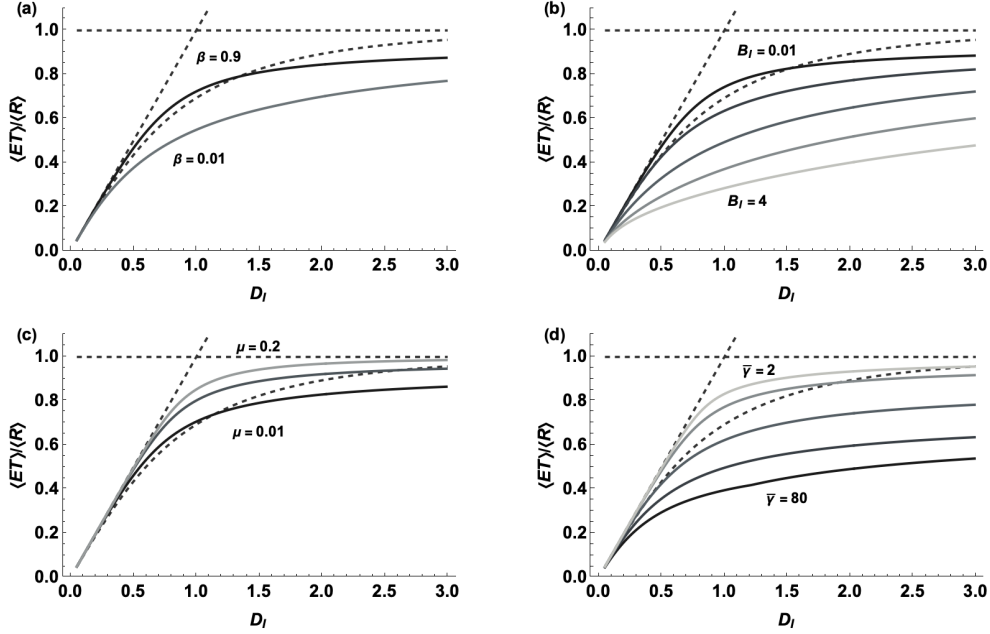 (a)
⟨ET⟩/⟨R⟩
1.0
0.8
0.6
0.4
0.2
0.0
β = 0.9
β = 0.01
0.0 0.5 1.0 1.5 2.0 2.5 3.0
D_I
(b)
⟨ET⟩/⟨R⟩
1.0
0.8
0.6
0.4
0.2
0.0
B_I = 0.01
B_I = 4
0.0 0.5 1.0 1.5 2.0 2.5 3.0
D_I
(c)
⟨ET⟩/⟨R⟩
1.0
0.8
0.6
0.4
0.2
0.0
μ = 0.2
μ = 0.01
0.0 0.5 1.0 1.5 2.0 2.5 3.0
D_I
(d)
⟨ET⟩/⟨R⟩
1.0
0.8
0.6
0.4
0.2
0.0
γ̅ = 2
γ̅ = 80
0.0 0.5 1.0 1.5 2.0 2.5 3.0
D_I